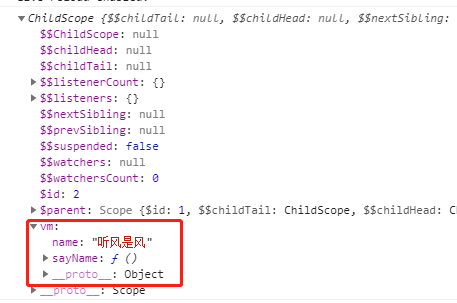 ChildScope {$$childTail: null, $$childHead: null, $$nextSibling:
$$ChildScope: null
$$childHead: null
$$childTail: null
$$listenerCount: {}
$$listeners: {}
$$nextSibling: null
$$prevSibling: null
$$suspended: false
$$watchers: null
$$watchersCount: 0
$id: 2
$parent: Scope {$id: 1, $$childTail: ChildScope, $$childHead: C
vm:
name: "听风是风"
sayName: ƒ ()
__proto__: Object
__proto__: Scope